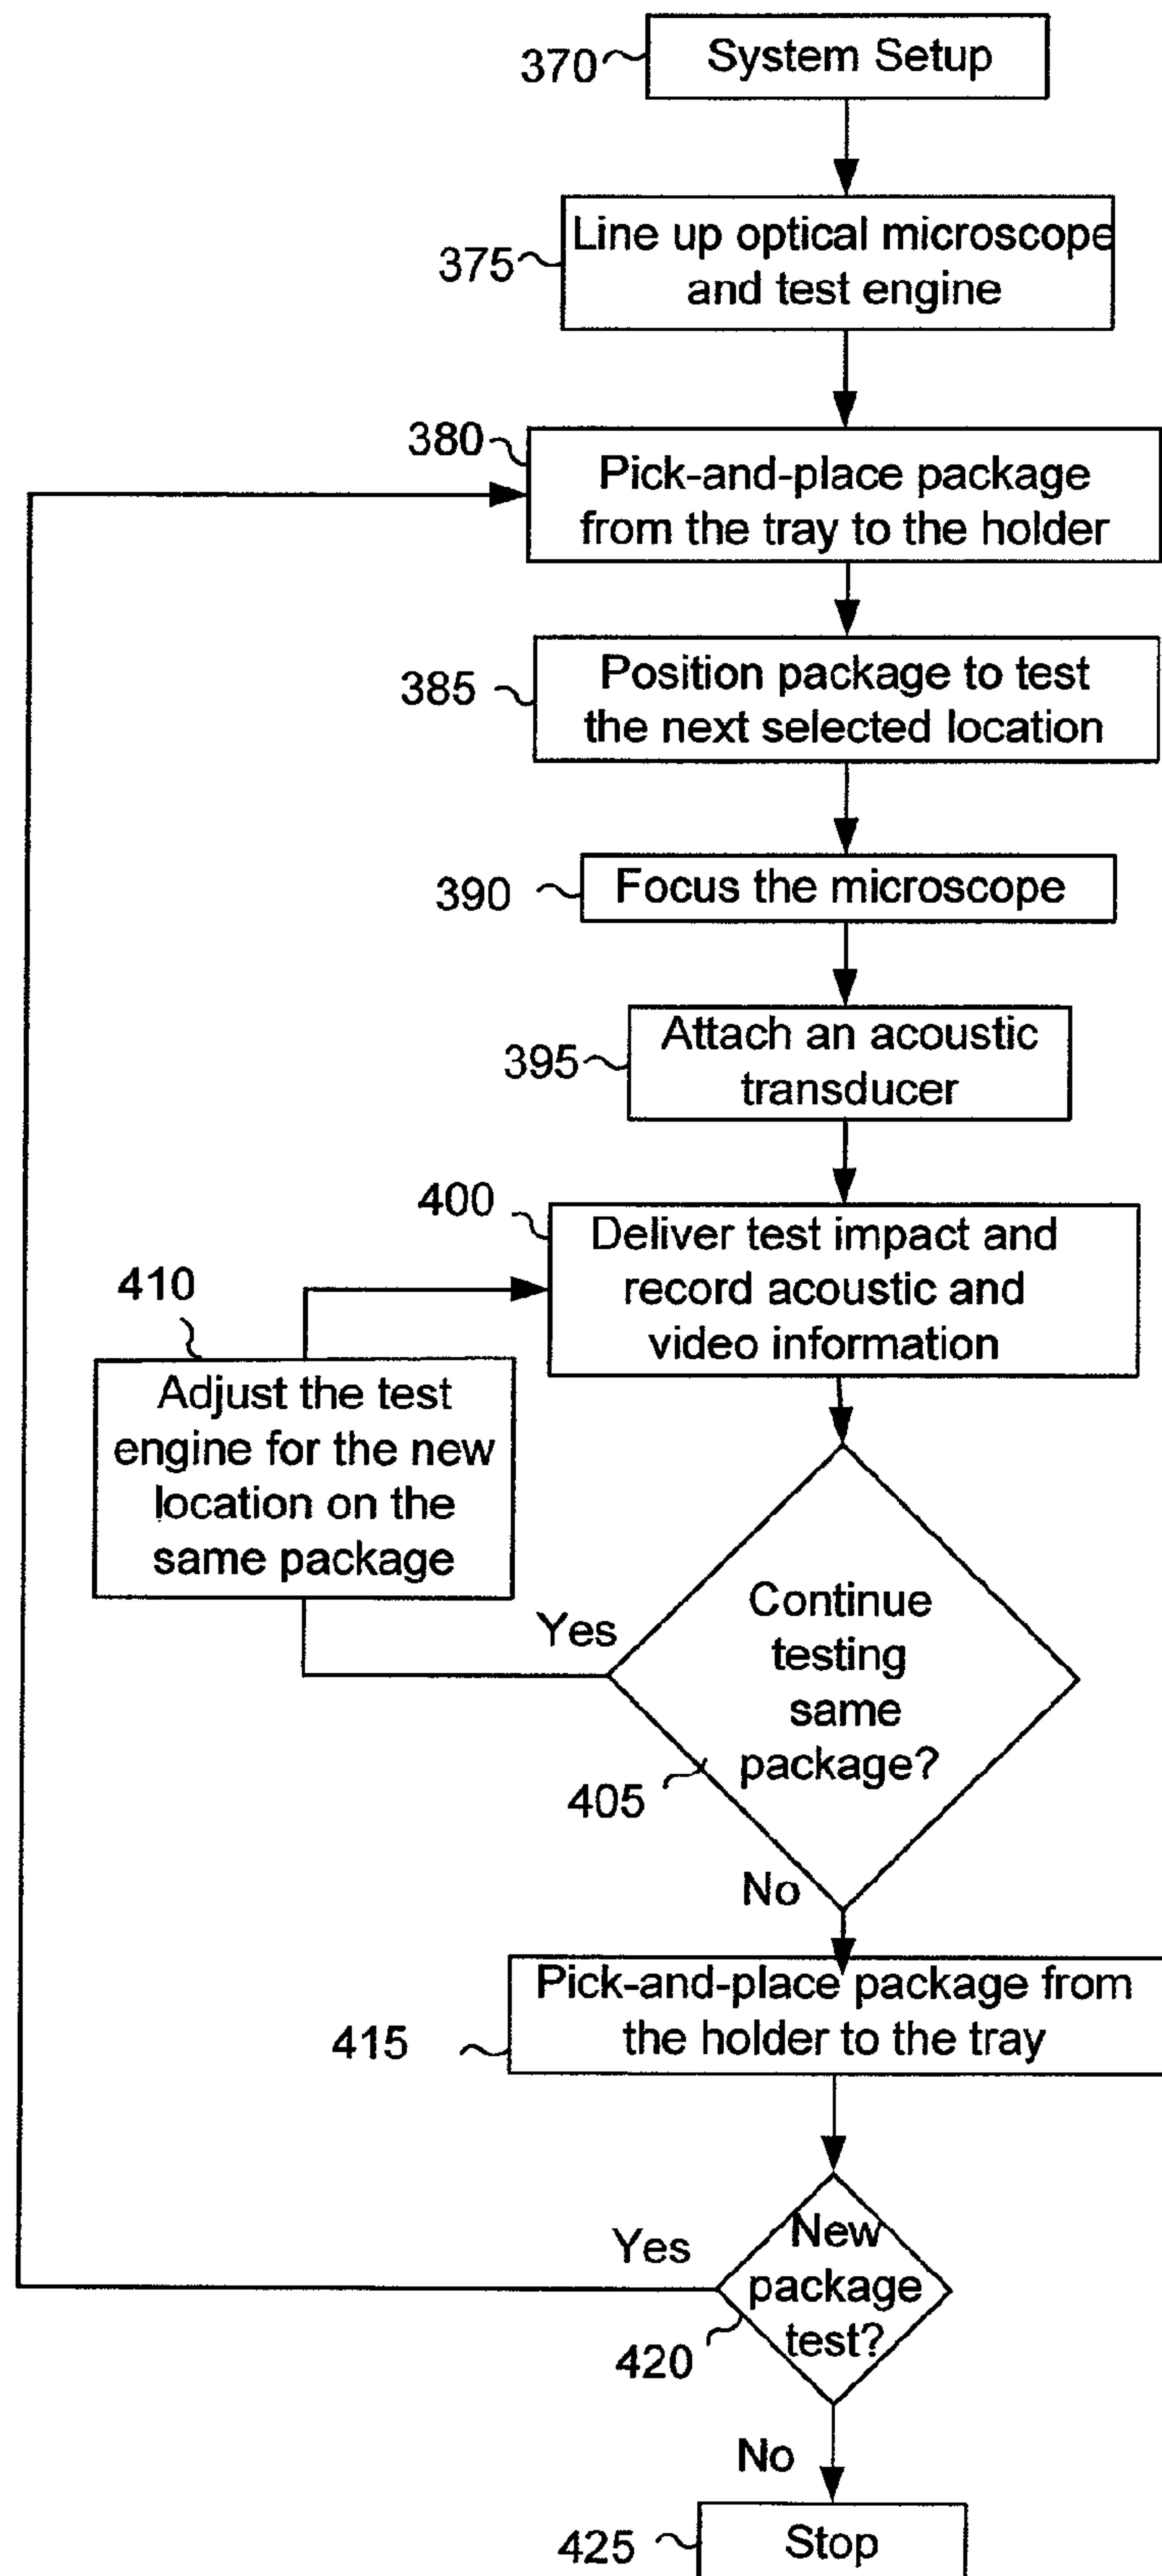 370
System Setup
375
Line up optical microscope
and test engine
380
Pick-and-place package
from the tray to the holder
385
Position package to test
the next selected location
390
Focus the microscope
395
Attach an acoustic
transducer
400
Deliver test impact and
record acoustic and
video information
410
Adjust the test
engine for the new
location on the
same package
Yes
Continue
testing
same
package?
405
No
Pick-and-place package from
the holder to the tray
415
Yes
New
package
test?
420
No
425
Stop